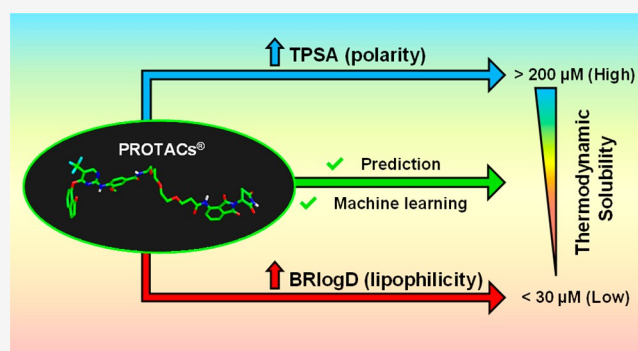 TPSA (polarity)
> 200 µM (High)
PROTACs®
Prediction
Machine learning
Thermodynamic
Solubility
BRlogD (lipophilicity)
< 30 µM (Low)